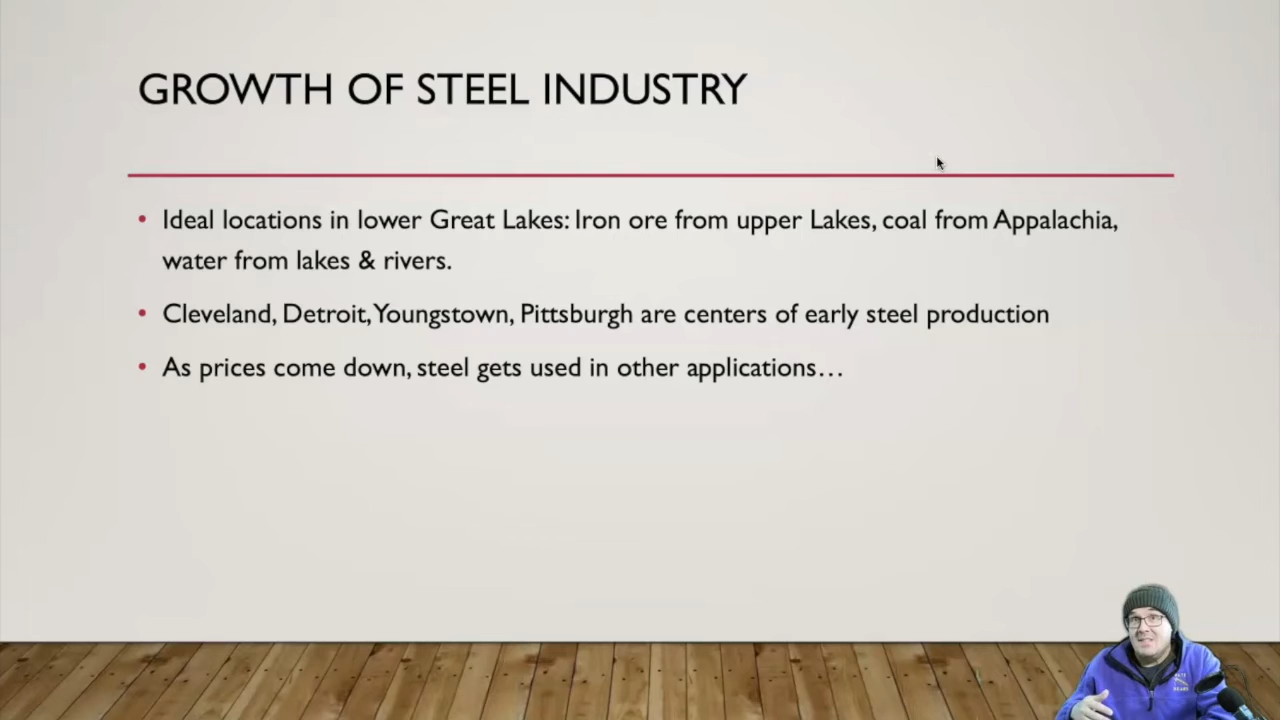 GROWTH OF STEEL INDUSTRY
• Ideal locations in lower Great Lakes: Iron ore from upper Lakes, coal from Appalachia,
water from lakes & rivers.
• Cleveland, Detroit, Youngstown, Pittsburgh are centers of early steel production
• As prices come down, steel gets used in other applications…